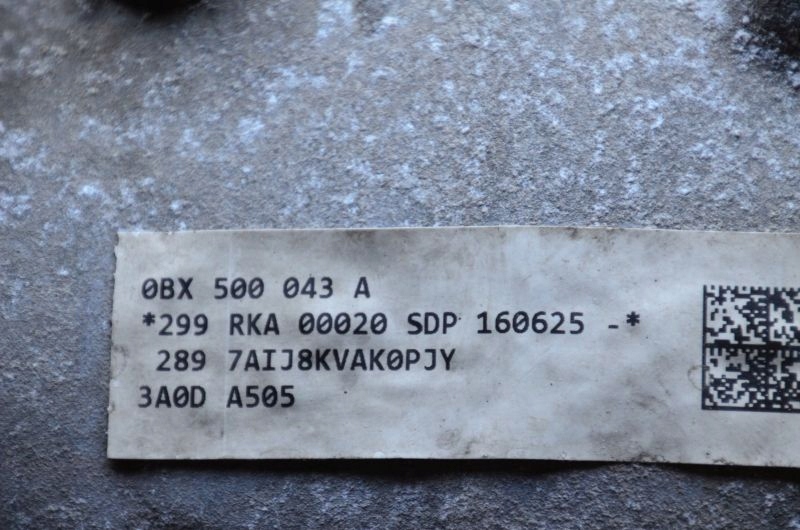 0BX 500 043 A
*299 RKA 00020 SDP 160625 -*
289 7AIJ8KVAK0PJY
3A0D A505